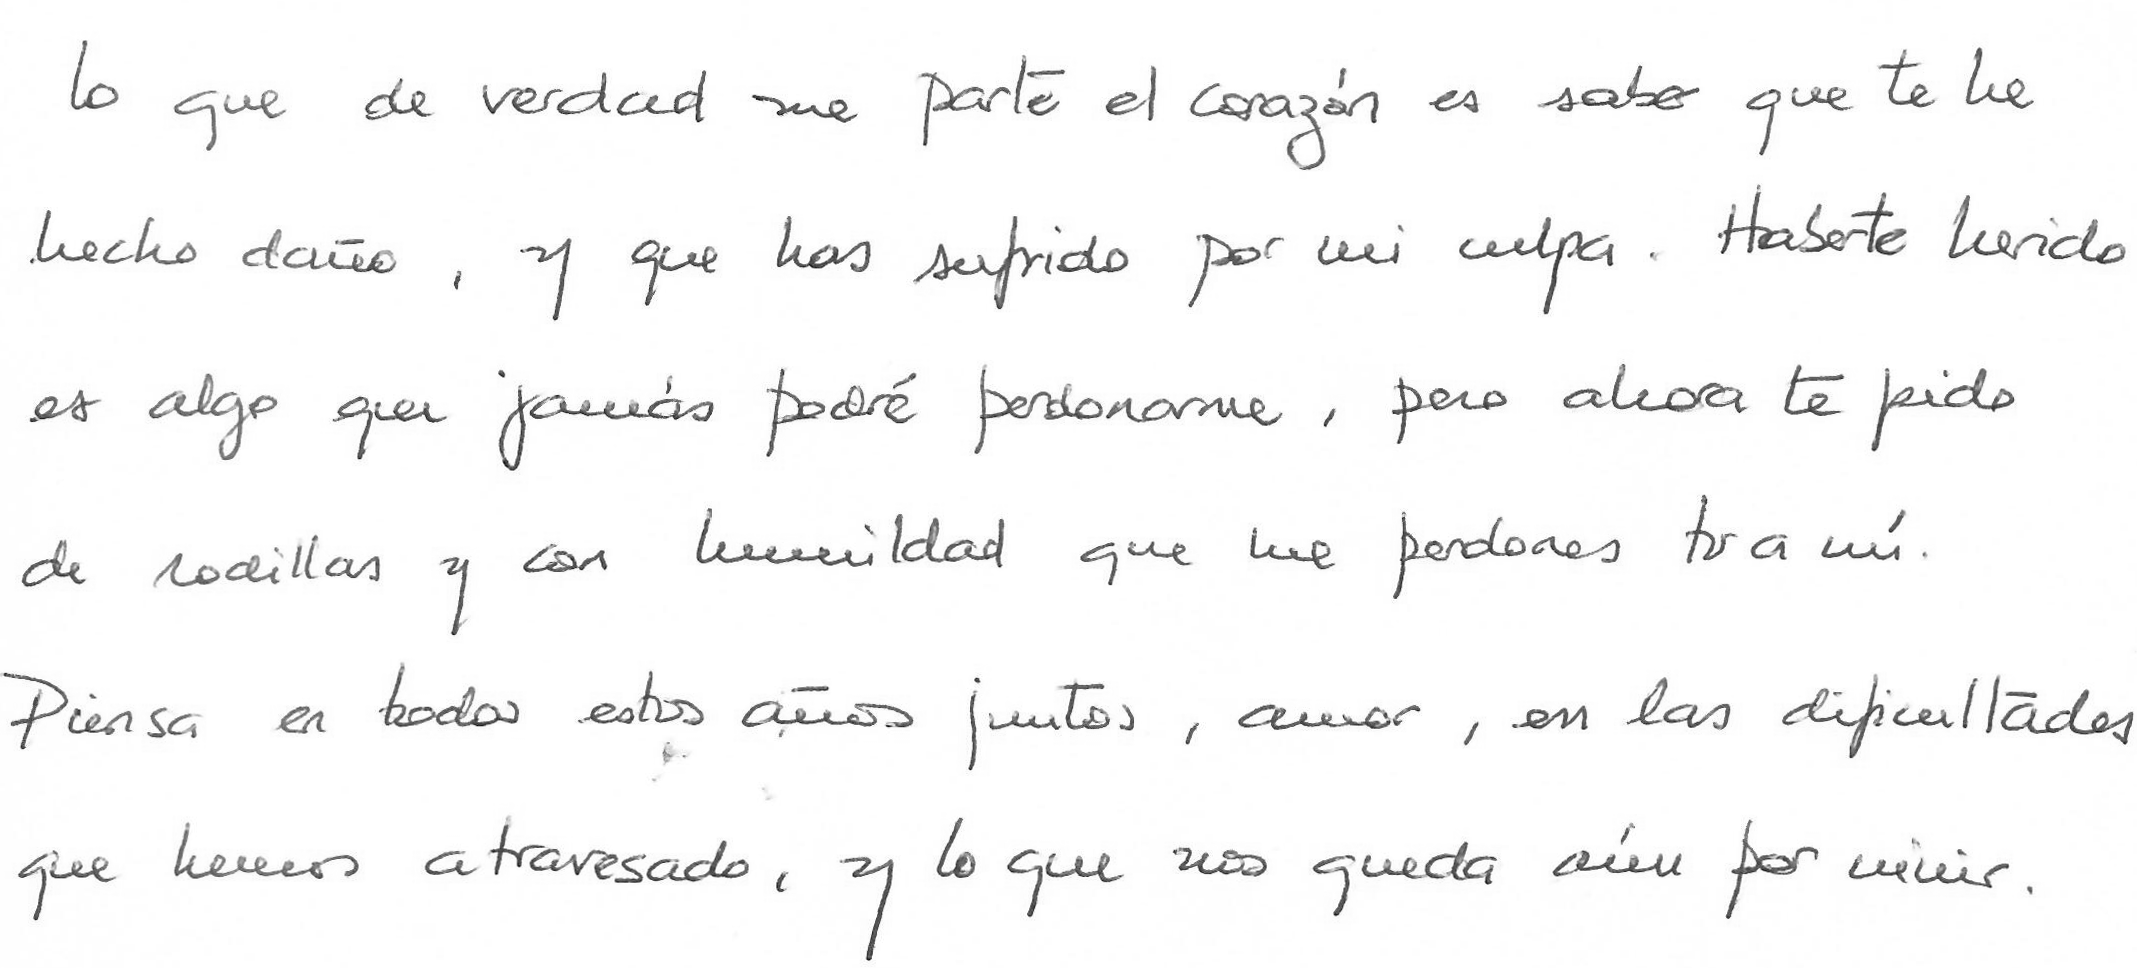 lo que de verdad me parte el corazón es saber que te he
hecho daño, y que has sufrido por mi culpa. Haberte herido
es algo que jamás podré perdonarme, pero ahora te pido
de rodillas y con humildad que me perdones tu a mí.
Piensa en todos estos años juntos, amor, en las dificultades
que hemos atravesado, y lo que nos queda aún por vivir.